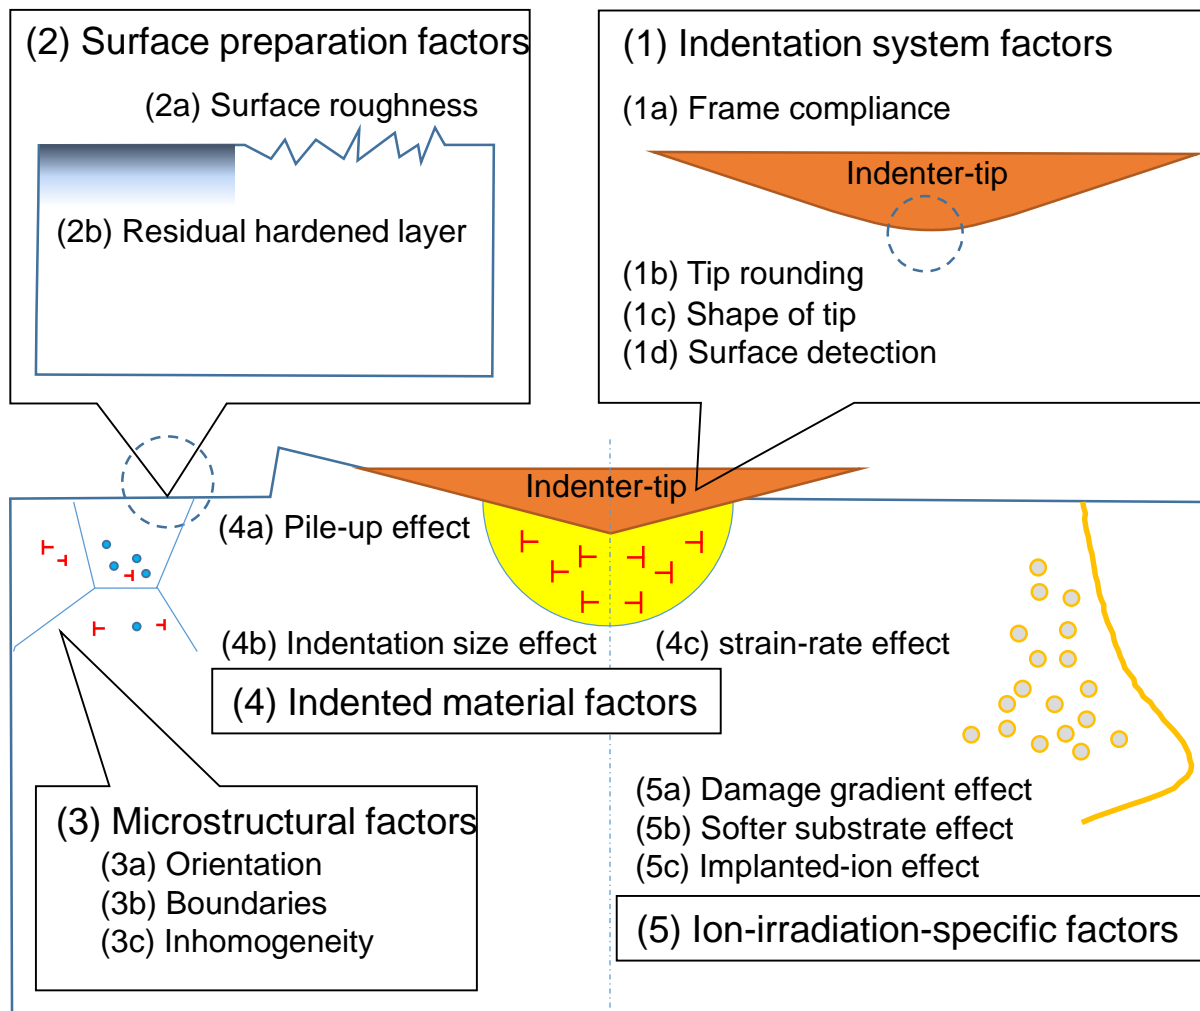 (2) Surface preparation factors
(2a) Surface roughness
(2b) Residual hardened layer
(1) Indentation system factors
(1a) Frame compliance
Indenter-tip
(1b) Tip rounding
(1c) Shape of tip
(1d) Surface detection
Indenter-tip
(4a) Pile-up effect
(4b) Indentation size effect
(4c) strain-rate effect
(4) Indented material factors
(3) Microstructural factors
(3a) Orientation
(3b) Boundaries
(3c) Inhomogeneity
(5a) Damage gradient effect
(5b) Softer substrate effect
(5c) Implanted-ion effect
(5) Ion-irradiation-specific factors